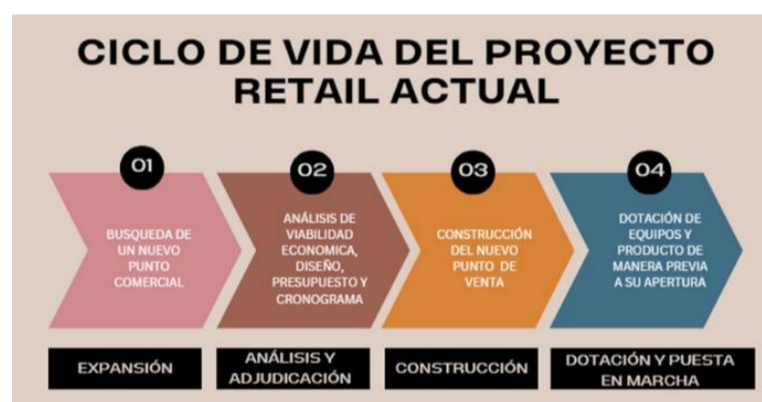 CICLO DE VIDA DEL PROYECTO
RETAIL ACTUAL
01
BUSQUEDA DE
UN NUEVO
PUNTO
COMERCIAL
EXPANSIÓN
02
ANÁLISIS DE
VIABILIDAD
ECONOMICA,
DISEÑO,
PRESUPUESTO Y
CRONOGRAMA
ANÁLISIS Y
ADJUDICACIÓN
03
CONSTRUCCIÓN
DEL NUEVO
PUNTO DE
VENTA
CONSTRUCCIÓN
04
DOTACIÓN DE
EQUIPOS Y
PRODUCTO DE
MANERA PREVIA
A SU APERTURA
DOTACIÓN Y PUESTA
EN MARCHA